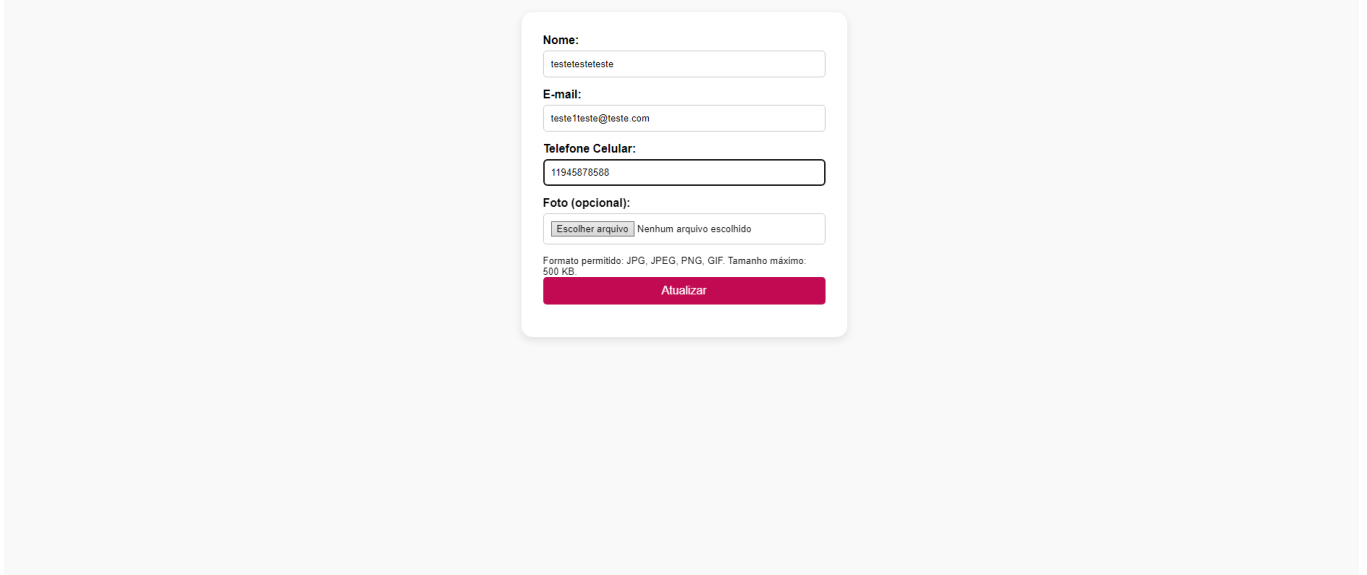 Nome:
testetesteteste
E-mail:
teste1teste@teste.com
Telefone Celular:
11945878588
Foto (opcional):
Escolher arquivo Nenhum arquivo escolhido
Formato permitido: JPG, JPEG, PNG, GIF. Tamanho máximo:
500 KB.
Atualizar